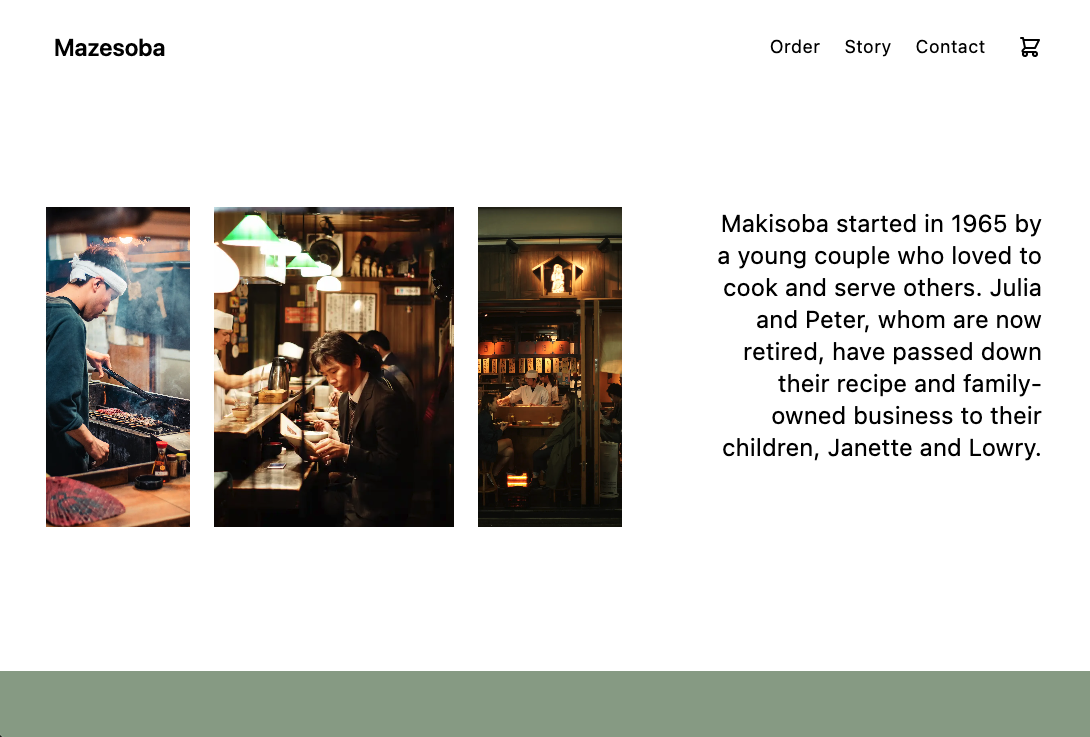 Mazesoba
Order Story Contact
Makisoba started in 1965 by
a young couple who loved to
cook and serve others. Julia
and Peter, whom are now
retired, have passed down
their recipe and family-
owned business to their
children, Janette and Lowry.